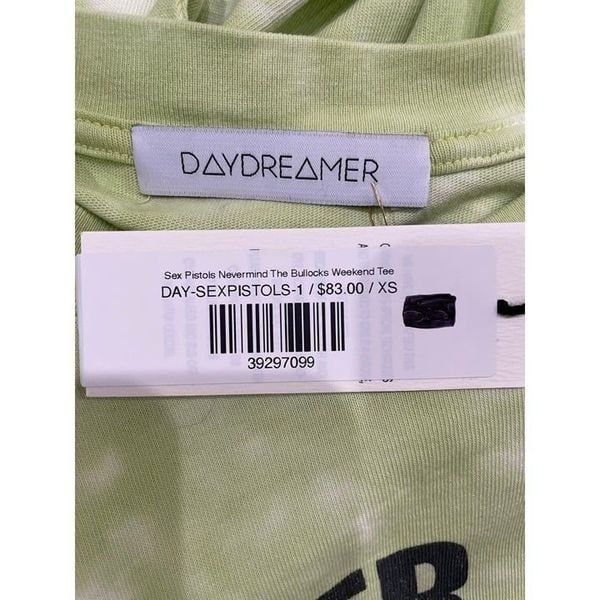 DAYDREAMER
Sex Pistols Nevermind The Bullocks Weekend Tee
DAY-SEXPISTOLS-1 / $83.00 / XS
39297099